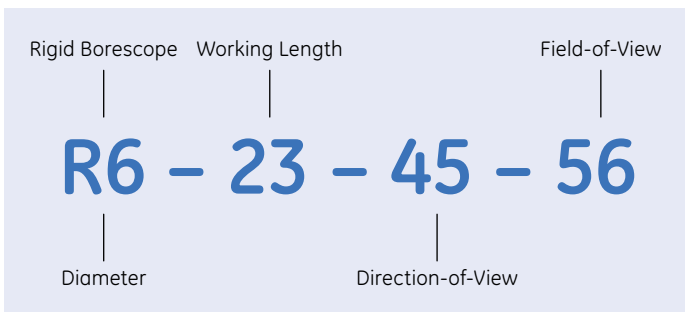 Rigid Borescope Working Length Field-of-View
R6 – 23 – 45 – 56
Diameter Direction-of-View